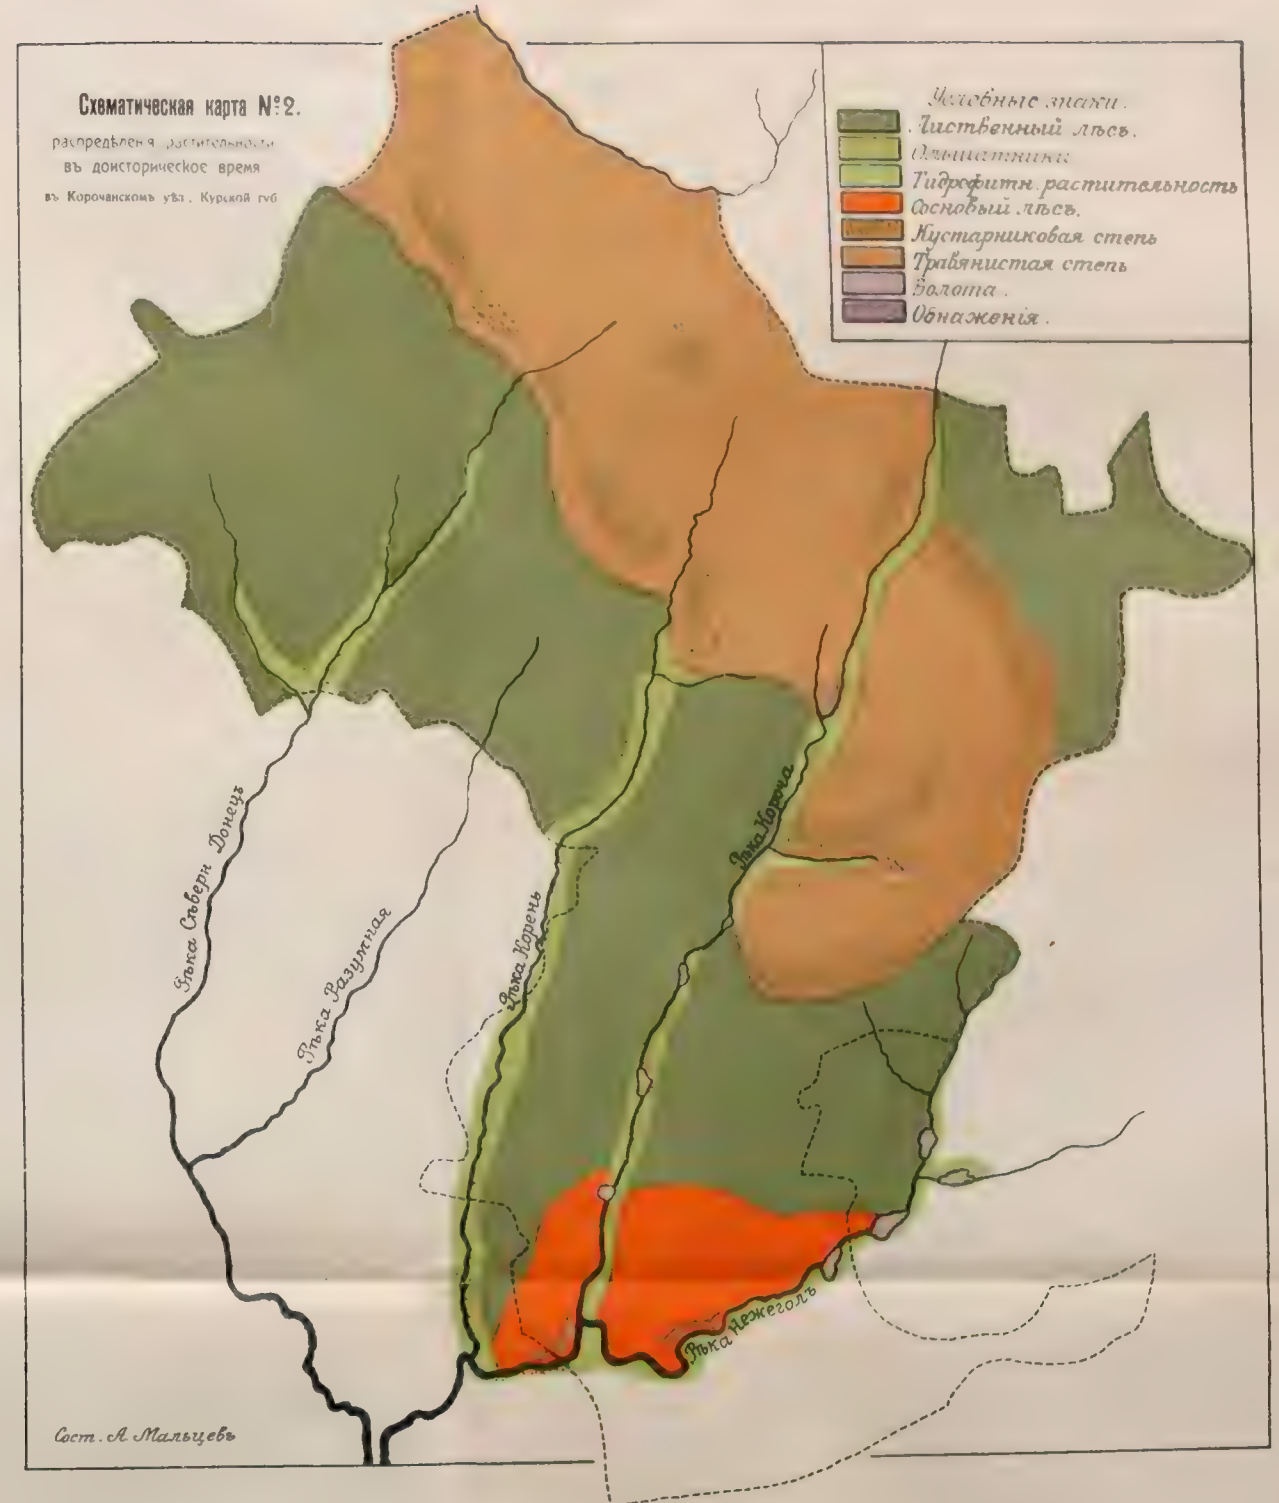 Схематическая карта № 2.
распредѣленія растительности
въ доисторическое время
въ Корочанскомъ уѣз., Курской губ
Условные знаки.
Лиственный лѣсъ.
Ольшатники
Гидрофитн. растительность
Сосновый лѣсъ.
Кустарниковая степь
Травянистая степь
Болота.
Обнаженія.
Рѣка Сѣверн Донецъ
Рѣка Разумная
Рѣка Корень
Рѣка Короча
Рѣка Нежеголь
Сост. А. Мальцевъ